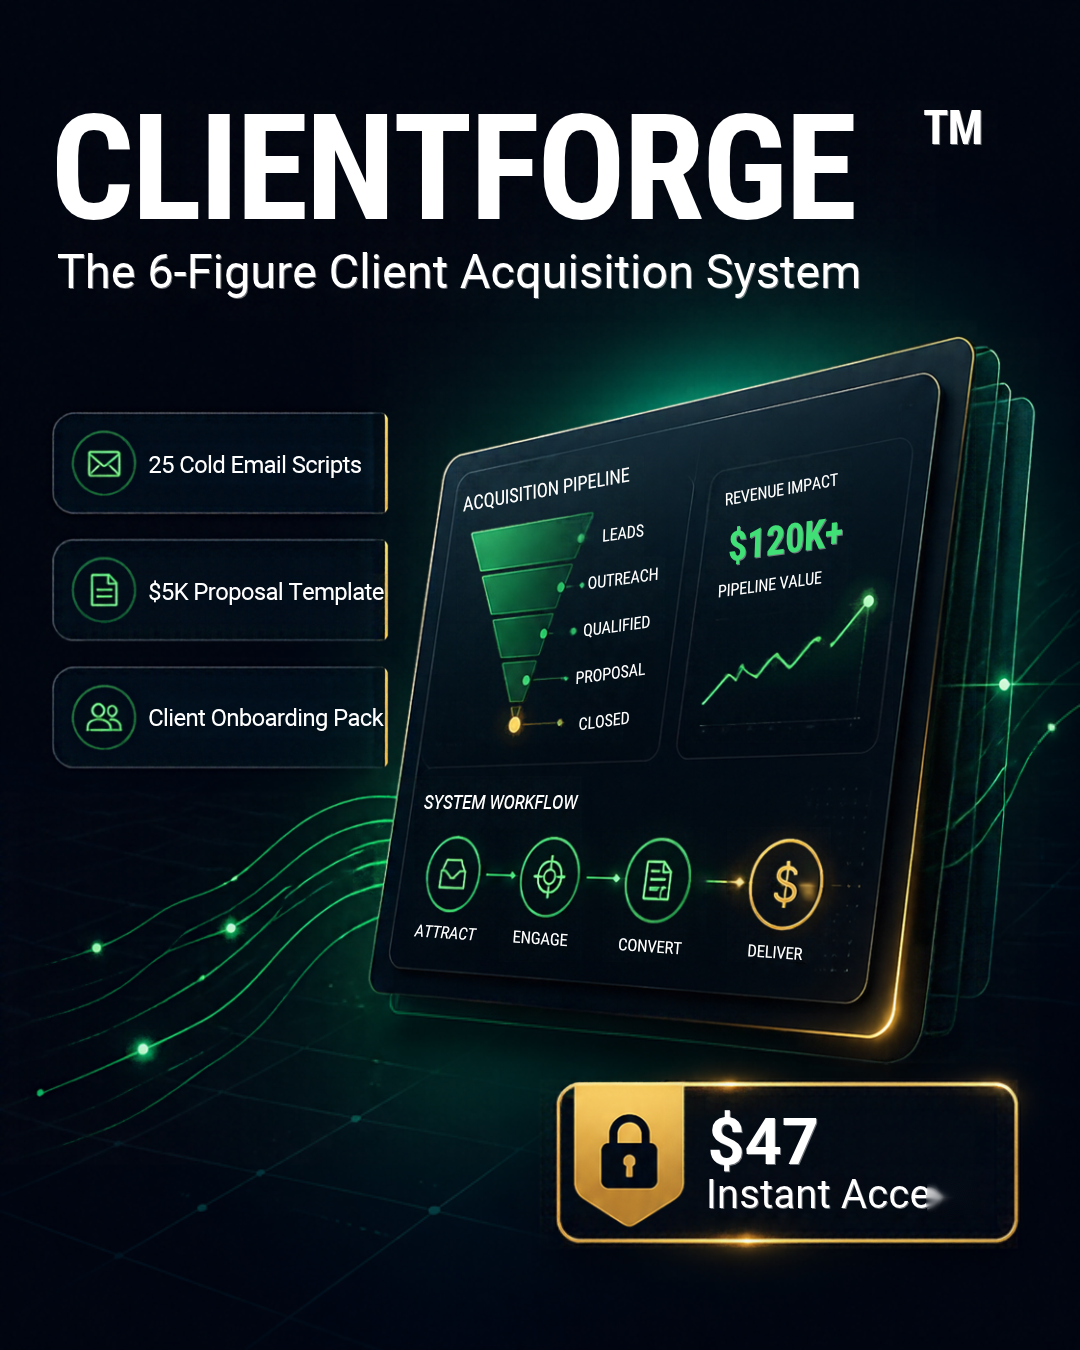 CLIENTFORGE ™
The 6-Figure Client Acquisition System
25 Cold Email Scripts
$5K Proposal Template
Client Onboarding Pack
ACQUISITION PIPELINE
LEADS
OUTREACH
QUALIFIED
PROPOSAL
CLOSED
REVENUE IMPACT
$120K+
PIPELINE VALUE
SYSTEM WORKFLOW
$
ATTRACT
ENGAGE
CONVERT
DELIVER
$47
Instant Acce